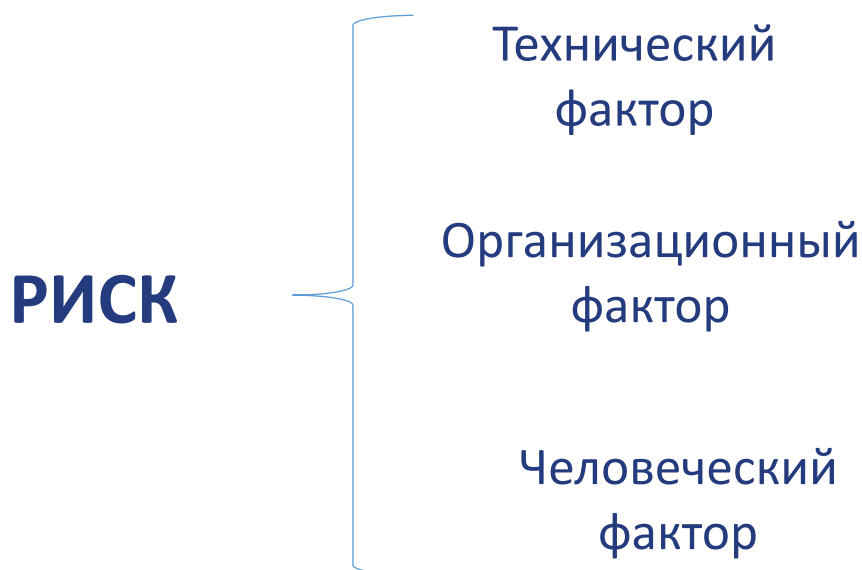 Технический
фактор
Организационный
фактор
РИСК
Человеческий
фактор